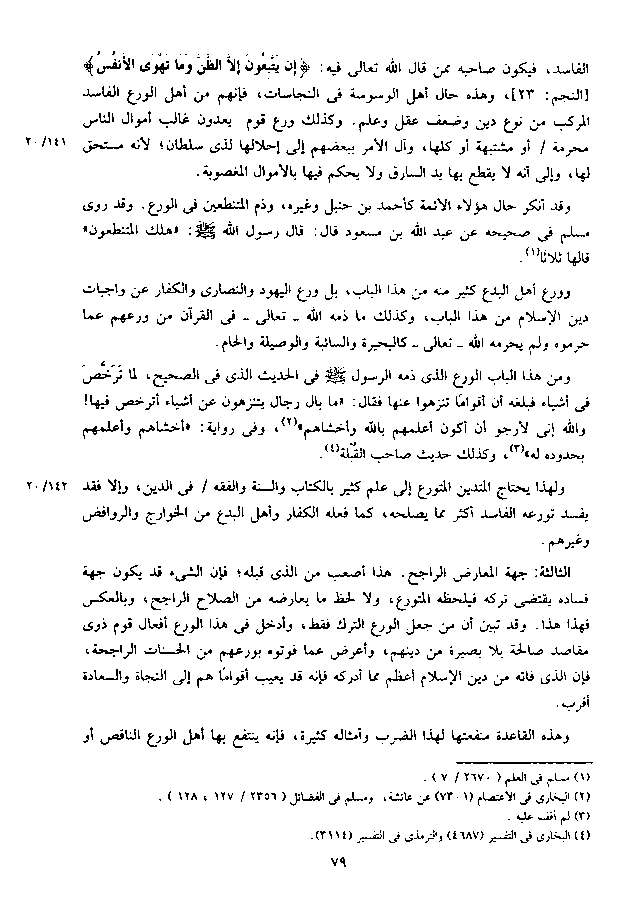 الفاسد، فيكون صاحبه ممن قال الله تعالى فيه: ﴿إِن يَتَّبِعُونَ إِلاَّ الظَّنَّ وَمَا تَهْوَى الأَنفُسُ﴾
[النجم: ٢٣]، وهذه حال أهل الوسوسة فى النجاسات، فإنهم من أهل الورع الفاسد
المركب من نوع دين وضعف عقل وعلم. وكذلك ورع قوم يعدون غالب أموال الناس
٢٠/١٤١ محرمة / أو مشتبهة أو كلها، وآل الأمر ببعضهم إلى إحلالها لذى سلطان؛ لأنه مستحق
لها، وإلى أنه لا يقطع بها يد السارق ولا يحكم فيها بالأموال المغصوبة.
وقد أنكر حال هؤلاء الأئمة كأحمد بن حنبل وغيره، وذم المتنطعين فى الورع. وقد روى
مسلم فى صحيحه عن عبد الله بن مسعود قال: قال رسول الله ﷺ: «هلك المتنطعون»
قالها ثلاثا(١).
وورع أهل البدع كثير منه من هذا الباب، بل ورع اليهود والنصارى والكفار عن واجبات
دين الإسلام من هذا الباب، وكذلك ما ذمه الله ـ تعالى ـ فى القرآن من ورعهم عما
حرموه ولم يحرمه الله ـ تعالى ـ كالبحيرة والسائبة والوصيلة والحام.
ومن هذا الباب الورع الذى ذمه الرسول ﷺ فى الحديث الذى فى الصحيح، لما تَرَخَّصَ
فى أشياء فبلغه أن أقوامًا تنزهوا عنها فقال: «ما بال رجال يتنزهون عن أشياء أترخص فيها!
والله إنى لأرجو أن أكون أعلمهم بالله وأخشاهم»(٢)، وفى رواية: «أخشاهم وأعلمهم
بحدوده له»(٣)، وكذلك حديث صاحب القُبْلة(٤).
٢٠/١٤٢ ولهذا يحتاج المتدين المتورع إلى علم كثير بالكتاب والسنة والفقه / فى الدين، وإلا فقد
يفسد تورعه الفاسد أكثر مما يصلحه، كما فعله الكفار وأهل البدع من الخوارج والروافض
وغيرهم.
الثالثة: جهة المعارض الراجح. هذا أصعب من الذى قبله؛ فإن الشىء قد يكون جهة
فساده يقتضى تركه فيلحظه المتورع، ولا لحظ ما يعارضه من الصلاح الراجح، وبالعكس
فهذا هذا. وقد تبين أن من جعل الورع الترك فقط، وأدخل فى هذا الورع أفعال قوم ذوى
مقاصد صالحة بلا بصيرة من دينهم، وأعرض عما فوتوه بورعهم من الحسنات الراجحة،
فإن الذى فاته من دين الإسلام أعظم مما أدركه فإنه قد يعيب أقوامًا هم إلى النجاة والسعادة
أقرب.
وهذه القاعدة منفعتها لهذا الضرب وأمثاله كثيرة، فإنه ينتفع بها أهل الورع الناقص أو
(١) مسلم فى العلم ( ٢٦٧٠ / ٧ ) .
(٢) البخارى فى الاعتصام (٧٣٠١) عن عائشة، ومسلم فى الفضائل ( ٢٣٥٦ / ١٢٧ ، ١٢٨ ) .
(٣) لم أقف عليه .
(٤) البخارى فى التفسير (٤٦٨٧) والترمذى فى التفسير (٣١١٤).
٧٩